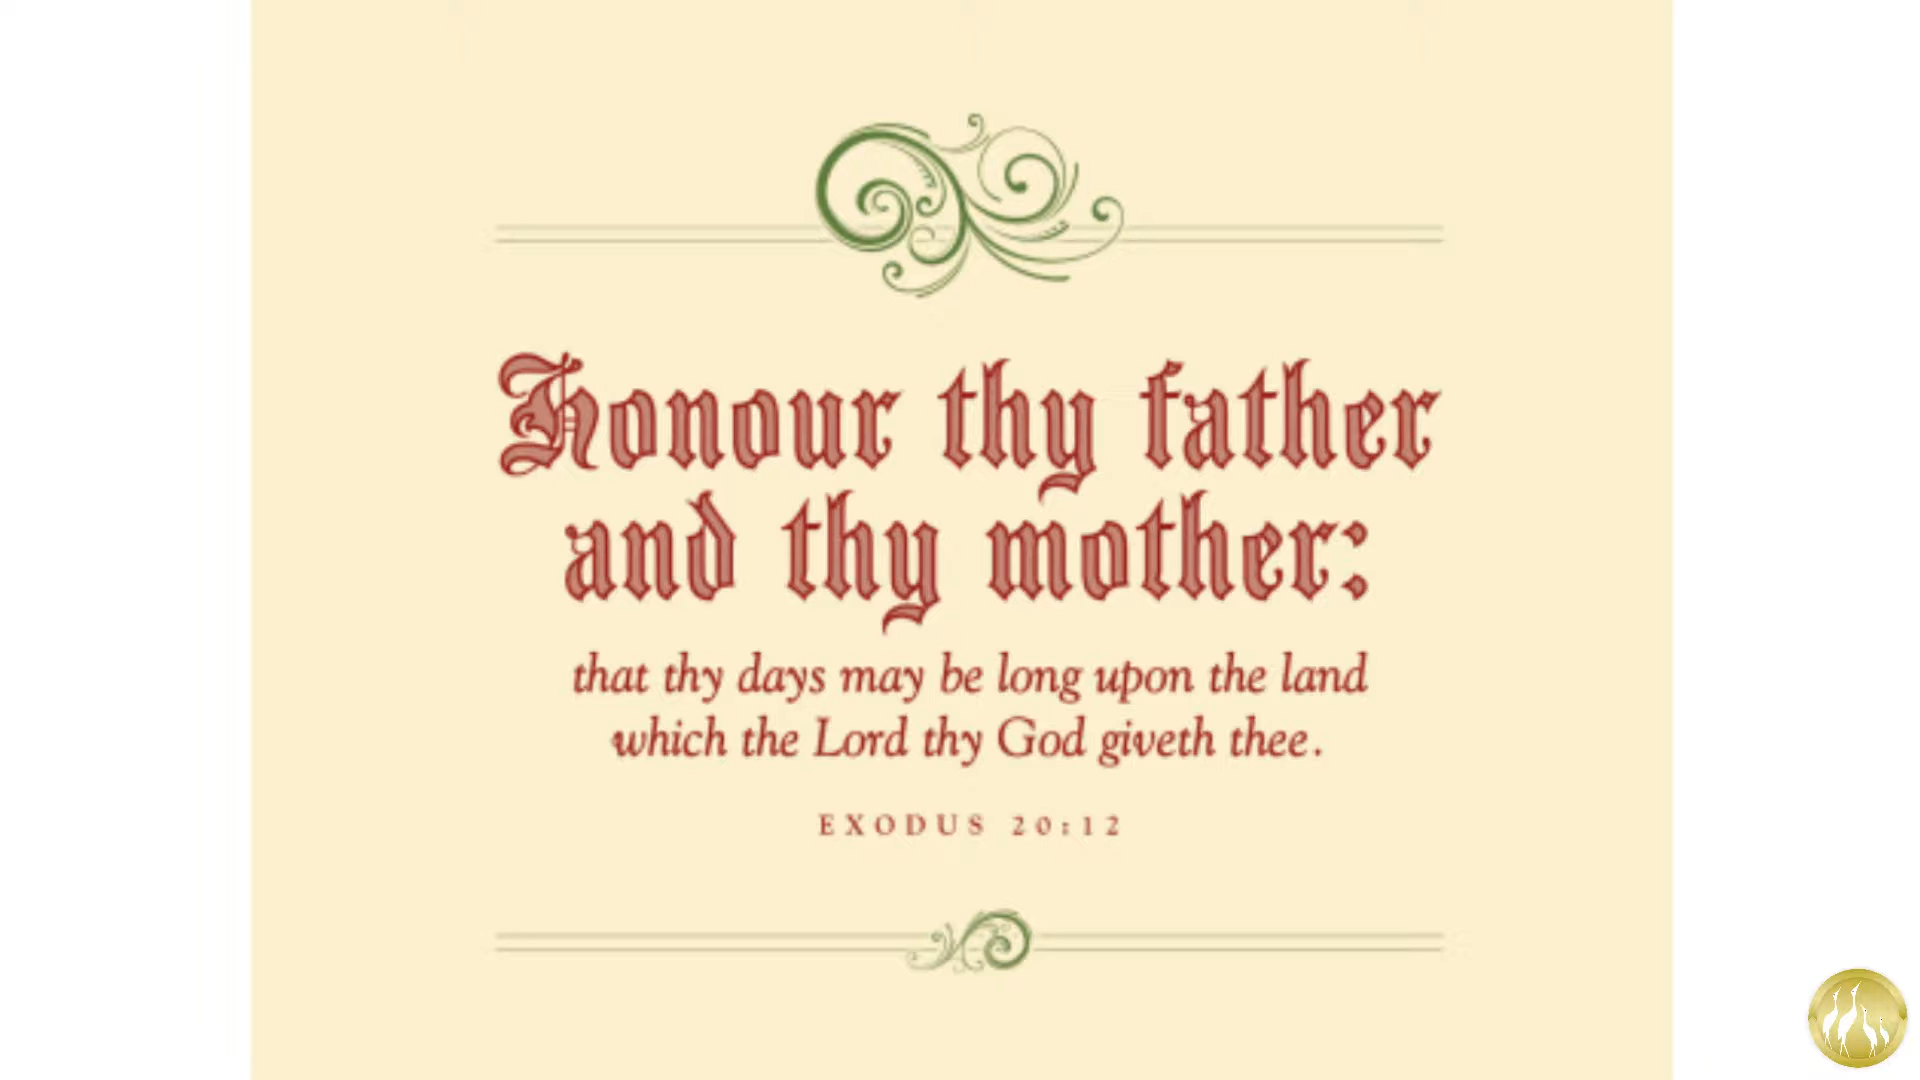 Honour thy father
and thy mother:
that thy days may be long upon the land
which the Lord thy God giveth thee.
EXODUS 20:12